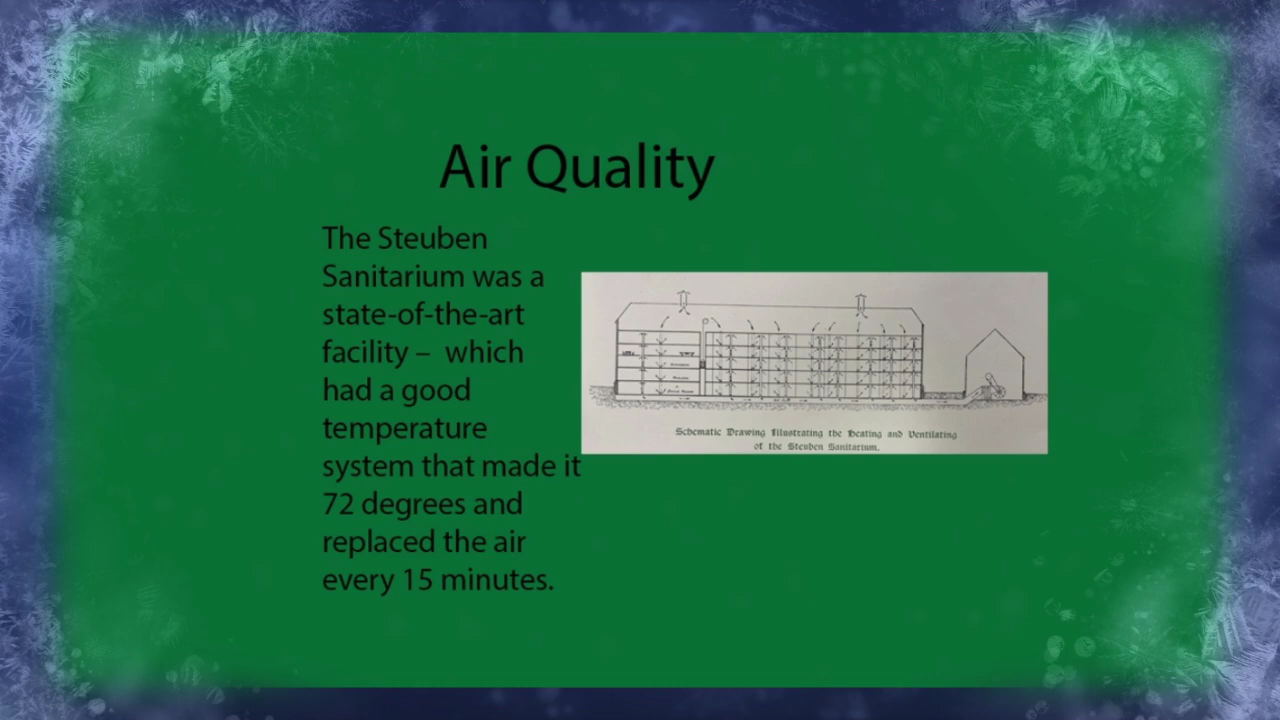 Air Quality
The Steuben
Sanitarium was a
state-of-the-art
facility – which
had a good
temperature
system that made it
72 degrees and
replaced the air
every 15 minutes.
Schematic Drawing Illustrating the Heating and Ventilating
of the Steuben Sanitarium.